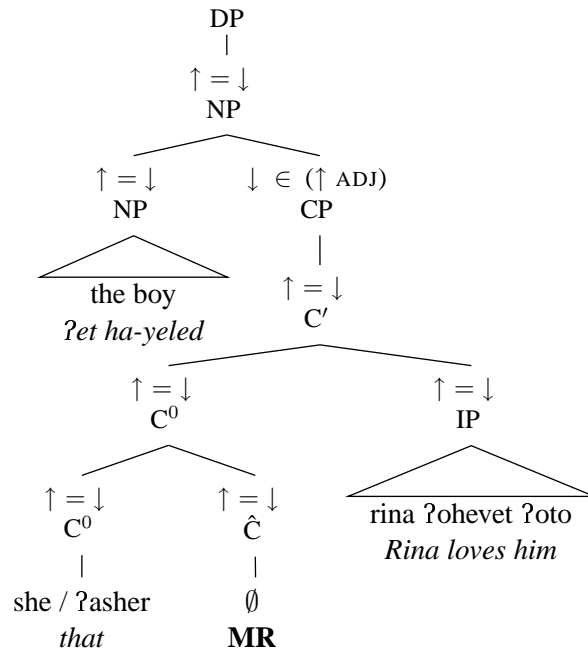 DP
↑ = ↓
NP
↑ = ↓ ↓ ∈ (↑ ADJ)
NP CP
the boy
ʔet ha-yeled
↑ = ↓
C′
↑ = ↓ ↑ = ↓
C⁰ IP
rina ʔohevet ʔoto
Rina loves him
↑ = ↓ ↑ = ↓
C⁰ Ĉ
she / ʔasher ∅
that MR